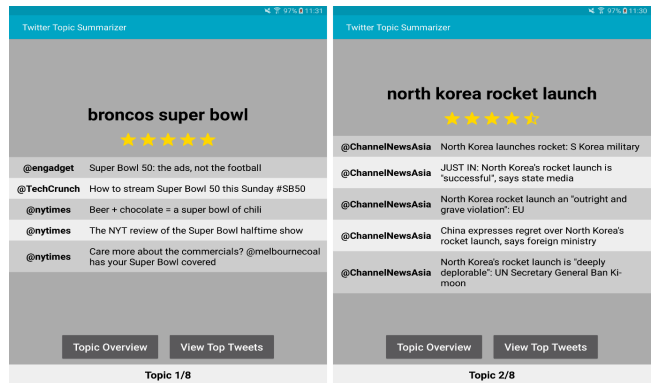 97% 11:31
Twitter Topic Summarizer
broncos super bowl
@engadget Super Bowl 50: the ads, not the football
@TechCrunch How to stream Super Bowl 50 this Sunday #SB50
@nytimes Beer + chocolate = a super bowl of chili
@nytimes The NYT review of the Super Bowl halftime show
@nytimes Care more about the commercials? @melbournecoal
has your Super Bowl covered
Topic Overview View Top Tweets
Topic 1/8
97% 11:30
Twitter Topic Summarizer
north korea rocket launch
@ChannelNewsAsia North Korea launches rocket: S Korea military
@ChannelNewsAsia JUST IN: North Korea's rocket launch is
"successful", says state media
@ChannelNewsAsia North Korea rocket launch an "outright and
grave violation": EU
@ChannelNewsAsia China expresses regret over North Korea's
rocket launch, says foreign ministry
@ChannelNewsAsia North Korea's rocket launch is "deeply
deplorable": UN Secretary General Ban Ki-
moon
Topic Overview View Top Tweets
Topic 2/8